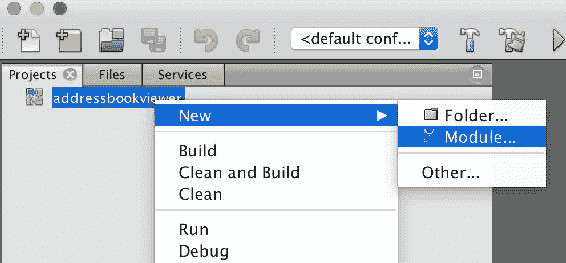 <default conf...
Projects
Files
Services
addressbookviewer
New
Folder...
Module...
Build
Clean and Build
Other...
Clean
Run
Debug